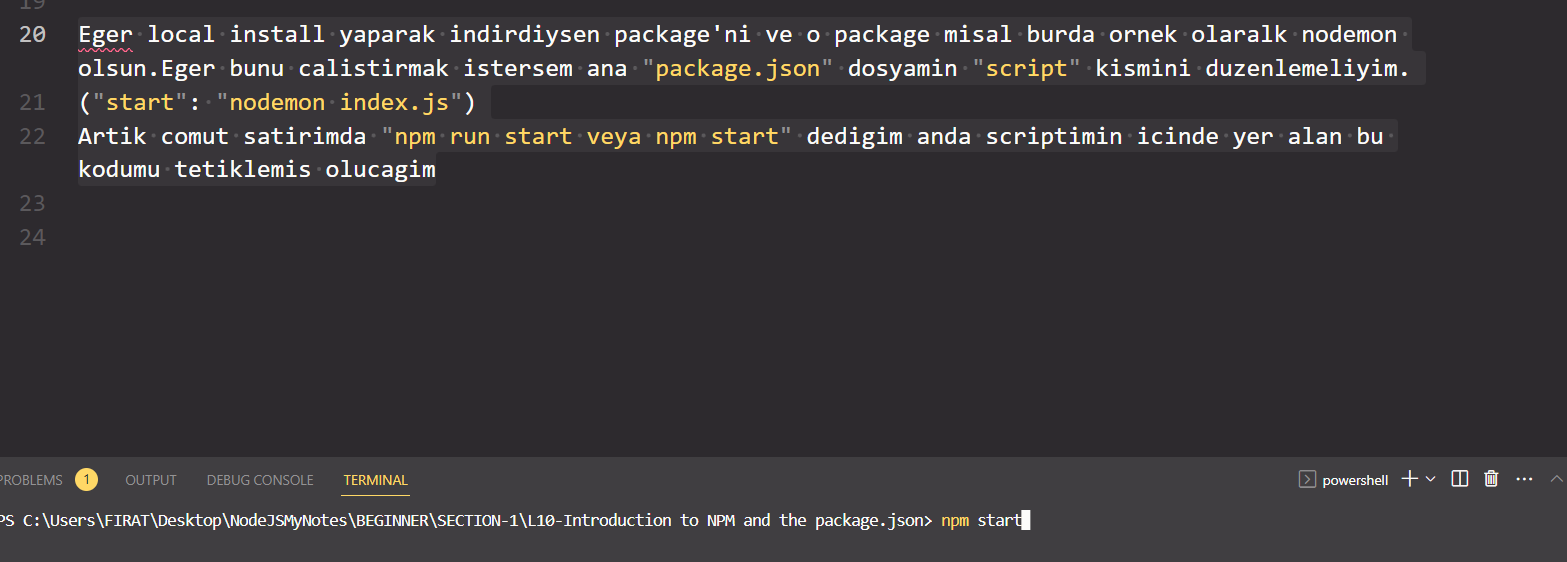 19
20 Eger local install yaparak indirdiysen package'ni ve o package misal burda ornek olaralk nodemon
olsun.Eger bunu calistirmak istersem ana "package.json" dosyamin "script" kismini duzenlemeliyim.
21 ("start": "nodemon index.js")
22 Artik comut satirimda "npm run start veya npm start" dedigim anda scriptimin icinde yer alan bu
kodumu tetiklemis olucagim
23
24
PROBLEMS 1 OUTPUT DEBUG CONSOLE TERMINAL powershell
PS C:\Users\FIRAT\Desktop\NodeJSMyNotes\BEGINNER\SECTION-1\L10-Introduction to NPM and the package.json> npm start